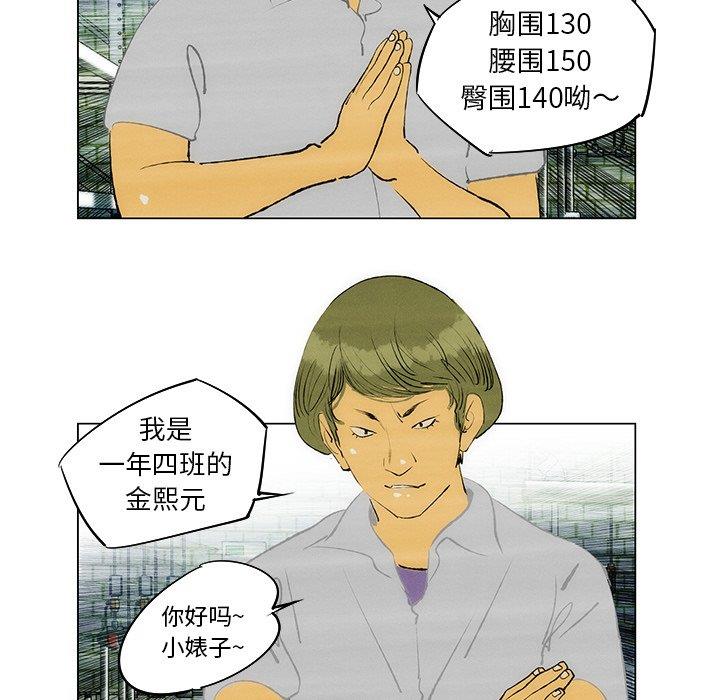 胸围130
腰围150
臀围140呦～
我是
一年四班的
金熙元
你好吗~
小婊子~